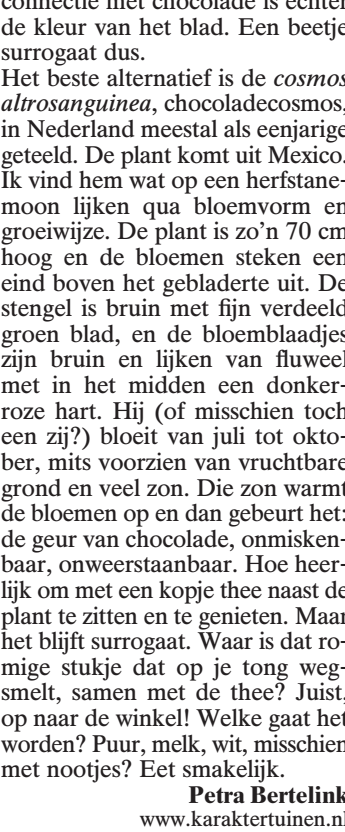 connectie met chocolade is echter
de kleur van het blad. Een beetje
surrogaat dus.
Het beste alternatief is de cosmos
altrosanguinea, chocoladecosmos,
in Nederland meestal als eenjarige
geteeld. De plant komt uit Mexico.
Ik vind hem wat op een herfstane-
moon lijken qua bloemvorm en
groeiwijze. De plant is zo'n 70 cm
hoog en de bloemen steken een
eind boven het gebladerte uit. De
stengel is bruin met fijn verdeeld
groen blad, en de bloemblaadjes
zijn bruin en lijken van fluweel
met in het midden een donker-
roze hart. Hij (of misschien toch
een zij?) bloeit van juli tot okto-
ber, mits voorzien van vruchtbare
grond en veel zon. Die zon warmt
de bloemen op en dan gebeurt het:
de geur van chocolade, onmisken-
baar, onweerstaanbaar. Hoe heer-
lijk om met een kopje thee naast de
plant te zitten en te genieten. Maar
het blijft surrogaat. Waar is dat ro-
mige stukje dat op je tong weg-
smelt, samen met de thee? Juist,
op naar de winkel! Welke gaat het
worden? Puur, melk, wit, misschien
met nootjes? Eet smakelijk.
Petra Bertelink
www.karaktertuinen.nl